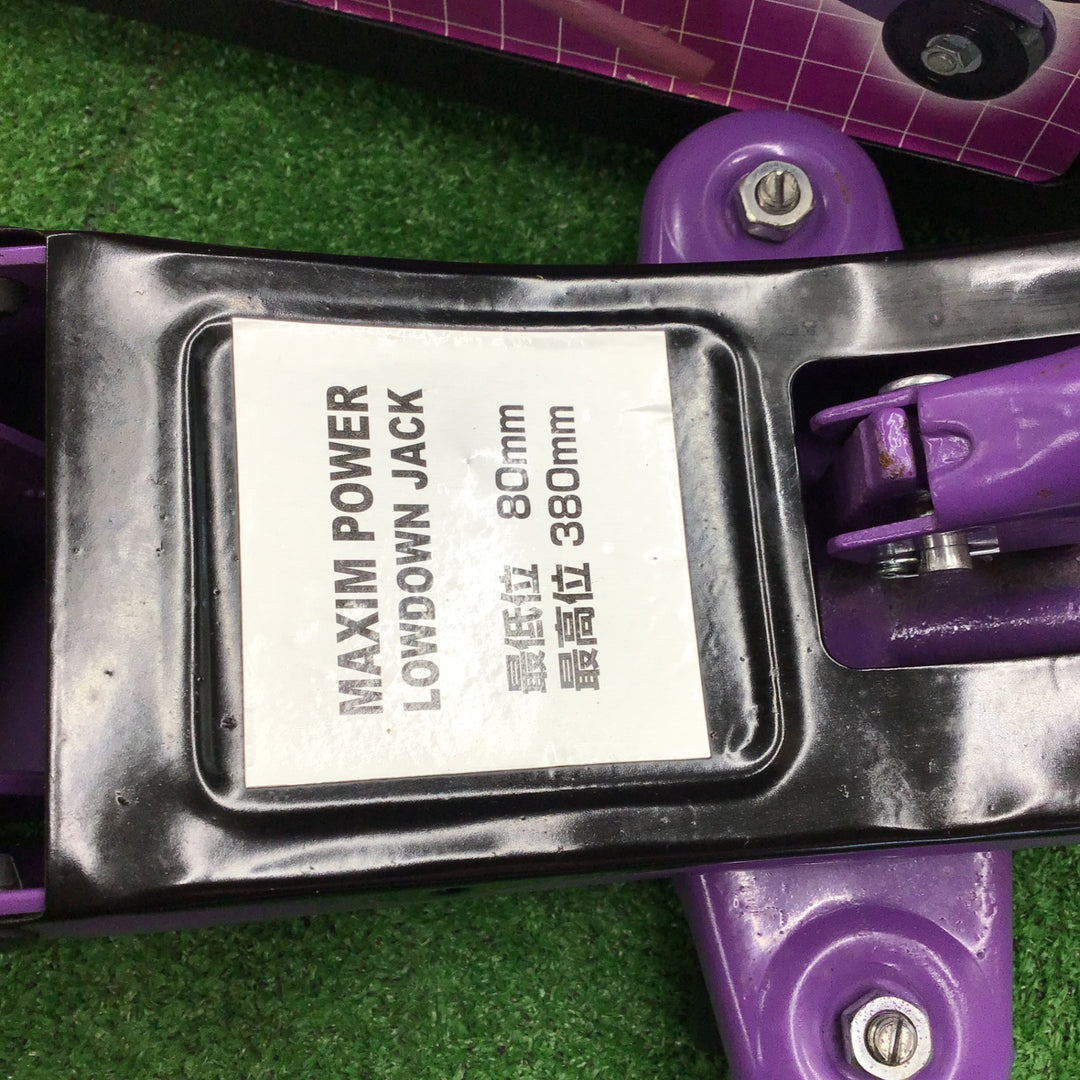 MAXIM POWER
LOWDOWN JACK
最低位 80mm
最高位 380mm